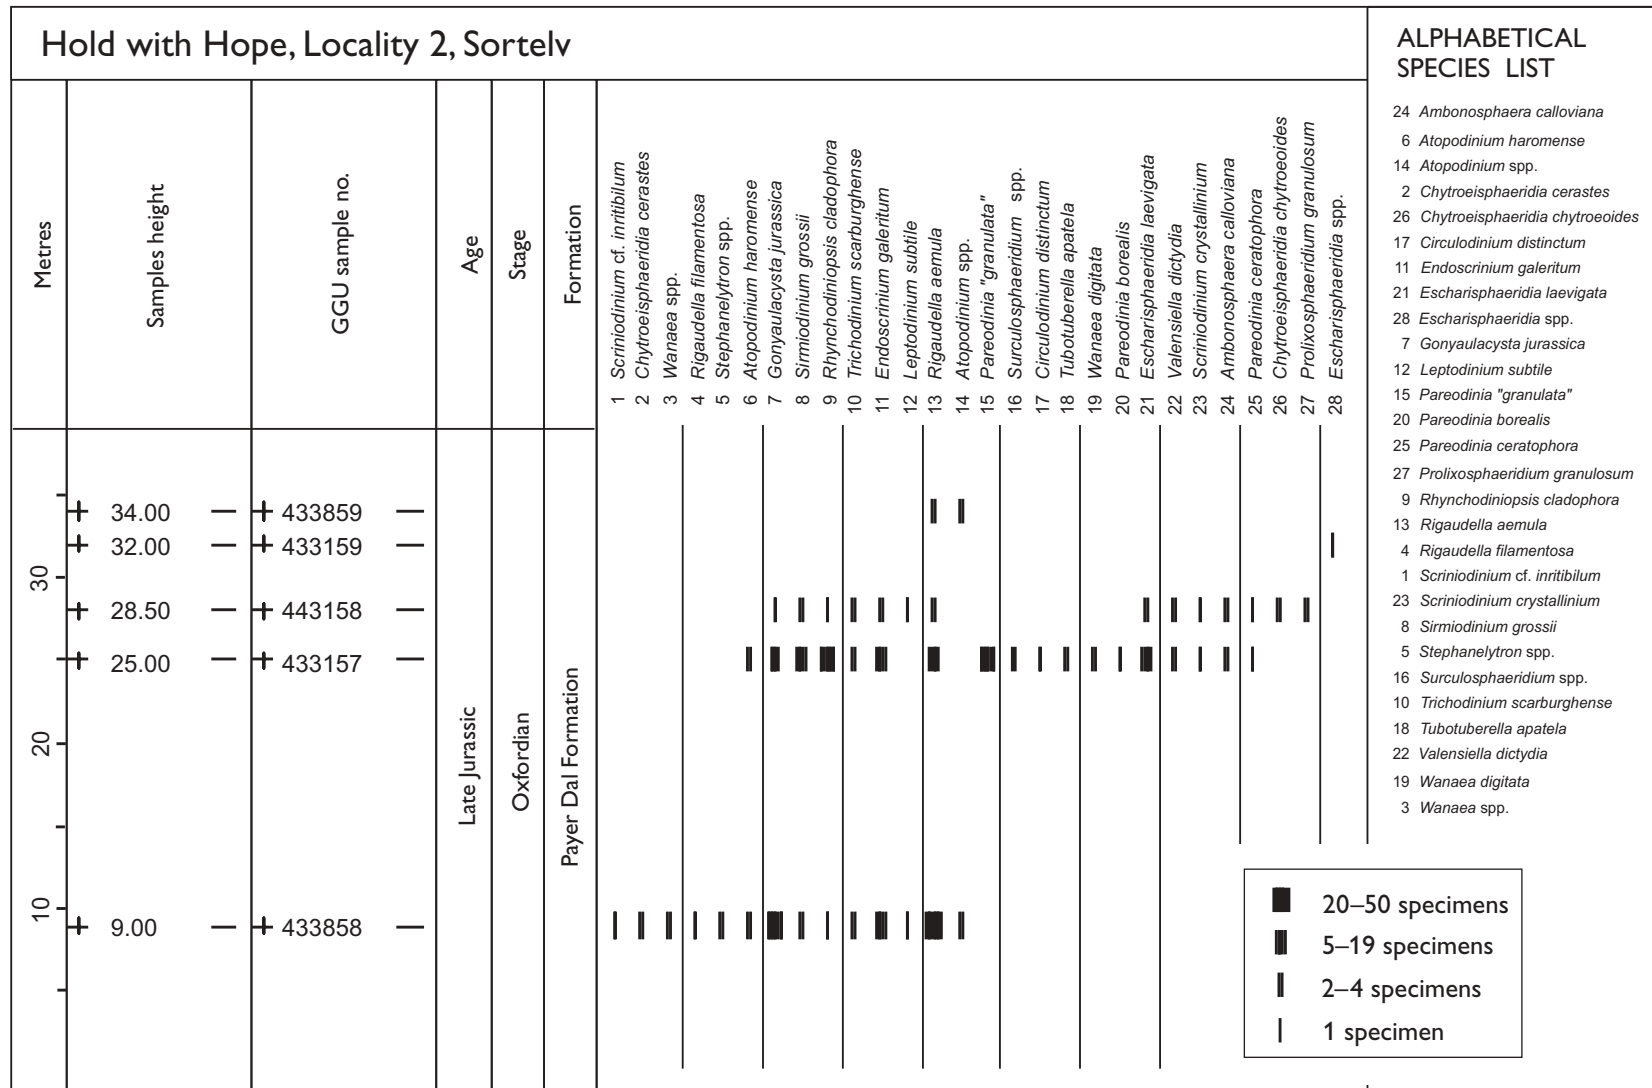 Hold with Hope, Locality 2, Sortelv
Metres
Samples height
GGU sample no.
Age
Stage
Formation
1 Scriniodinium cf. inritibilum
2 Chytroeisphaeridia cerastes
3 Wanaea spp.
4 Rigaudella filamentosa
5 Stephanelytron spp.
6 Atopodinium haromense
7 Gonyaulacysta jurassica
8 Sirmiodinium grossii
9 Rhynchodiniopsis cladophora
10 Trichodinium scarburghense
11 Endoscrinium galeritum
12 Leptodinium subtile
13 Rigaudella aemula
14 Atopodinium spp.
15 Pareodinia "granulata"
16 Surculosphaeridium spp.
17 Circulodinium distinctum
18 Tubotuberella apatela
19 Wanaea digitata
20 Pareodinia borealis
21 Escharisphaeridia laevigata
22 Valensiella dictydia
23 Scriniodinium crystallinium
24 Ambonosphaera calloviana
25 Pareodinia ceratophora
26 Chytroeisphaeridia chytroeoides
27 Prolixosphaeridium granulosum
28 Escharisphaeridia spp.
34.00 433859
32.00 433159
30
28.50 443158
25.00 433157
20
10
9.00 433858
Late Jurassic
Oxfordian
Payer Dal Formation
20–50 specimens
5–19 specimens
2–4 specimens
1 specimen
ALPHABETICAL
SPECIES LIST
24 Ambonosphaera calloviana
6 Atopodinium haromense
14 Atopodinium spp.
2 Chytroeisphaeridia cerastes
26 Chytroeisphaeridia chytroeoides
17 Circulodinium distinctum
11 Endoscrinium galeritum
21 Escharisphaeridia laevigata
28 Escharisphaeridia spp.
7 Gonyaulacysta jurassica
12 Leptodinium subtile
15 Pareodinia "granulata"
20 Pareodinia borealis
25 Pareodinia ceratophora
27 Prolixosphaeridium granulosum
9 Rhynchodiniopsis cladophora
13 Rigaudella aemula
4 Rigaudella filamentosa
1 Scriniodinium cf. inritibilum
23 Scriniodinium crystallinium
8 Sirmiodinium grossii
5 Stephanelytron spp.
16 Surculosphaeridium spp.
10 Trichodinium scarburghense
18 Tubotuberella apatela
22 Valensiella dictydia
19 Wanaea digitata
3 Wanaea spp.